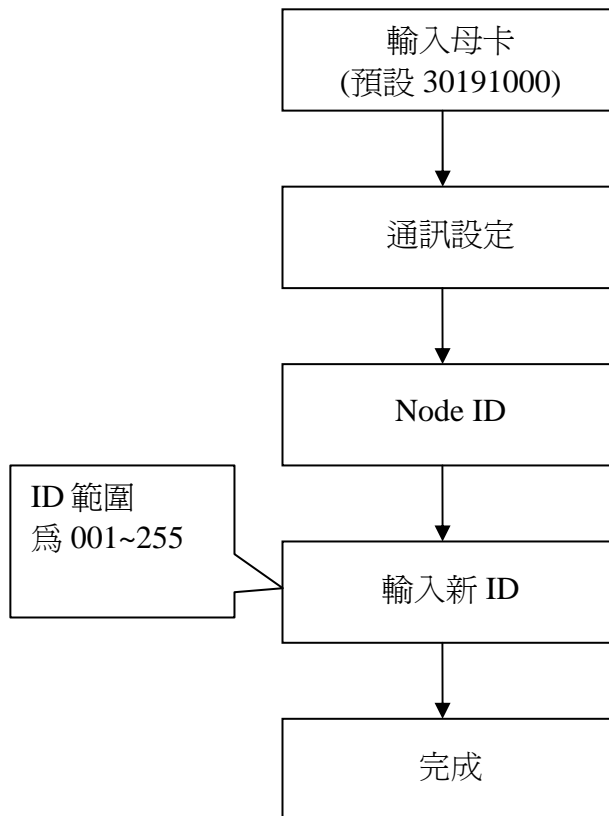 輸入母卡
(預設 30191000)
通訊設定
Node ID
ID 範圍
爲 001~255
輸入新 ID
完成